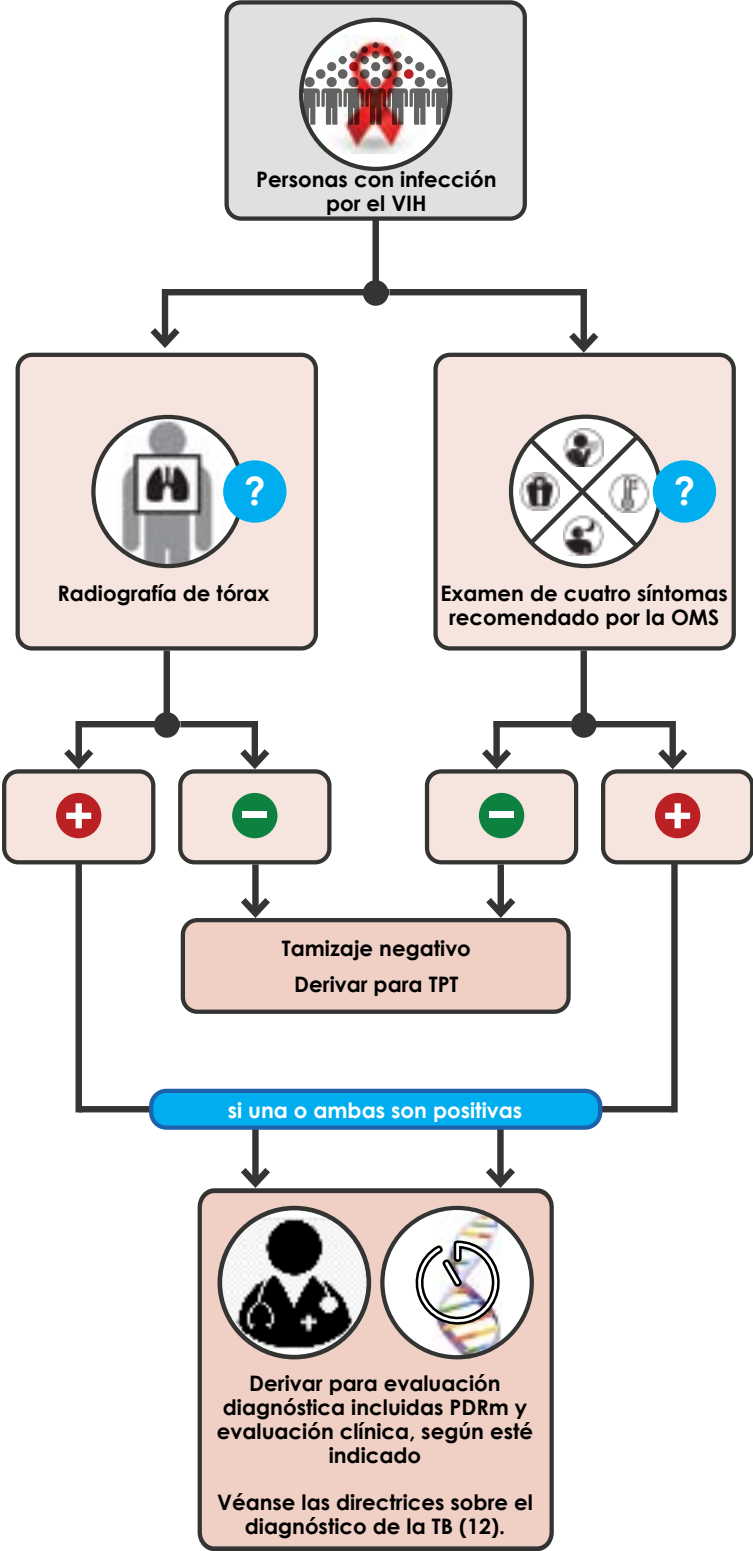 Personas con infección
por el VIH
?
?
Radiografía de tórax
Examen de cuatro síntomas
recomendado por la OMS
+
−
−
+
Tamizaje negativo
Derivar para TPT
si una o ambas son positivas
Derivar para evaluación
diagnóstica incluidas PDRm y
evaluación clínica, según esté
indicado
Véanse las directrices sobre el
diagnóstico de la TB (12).